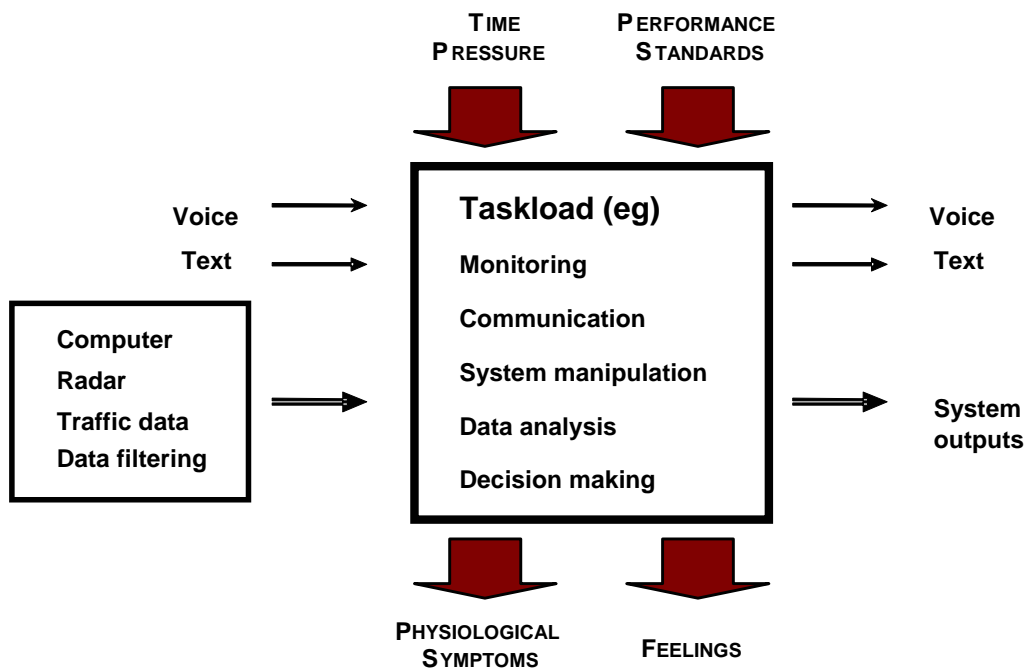 TIME
PRESSURE
PERFORMANCE
STANDARDS
Voice
Text
Computer
Radar
Traffic data
Data filtering
Taskload (eg)
Monitoring
Communication
System manipulation
Data analysis
Decision making
Voice
Text
System
outputs
PHYSIOLOGICAL
SYMPTOMS
FEELINGS